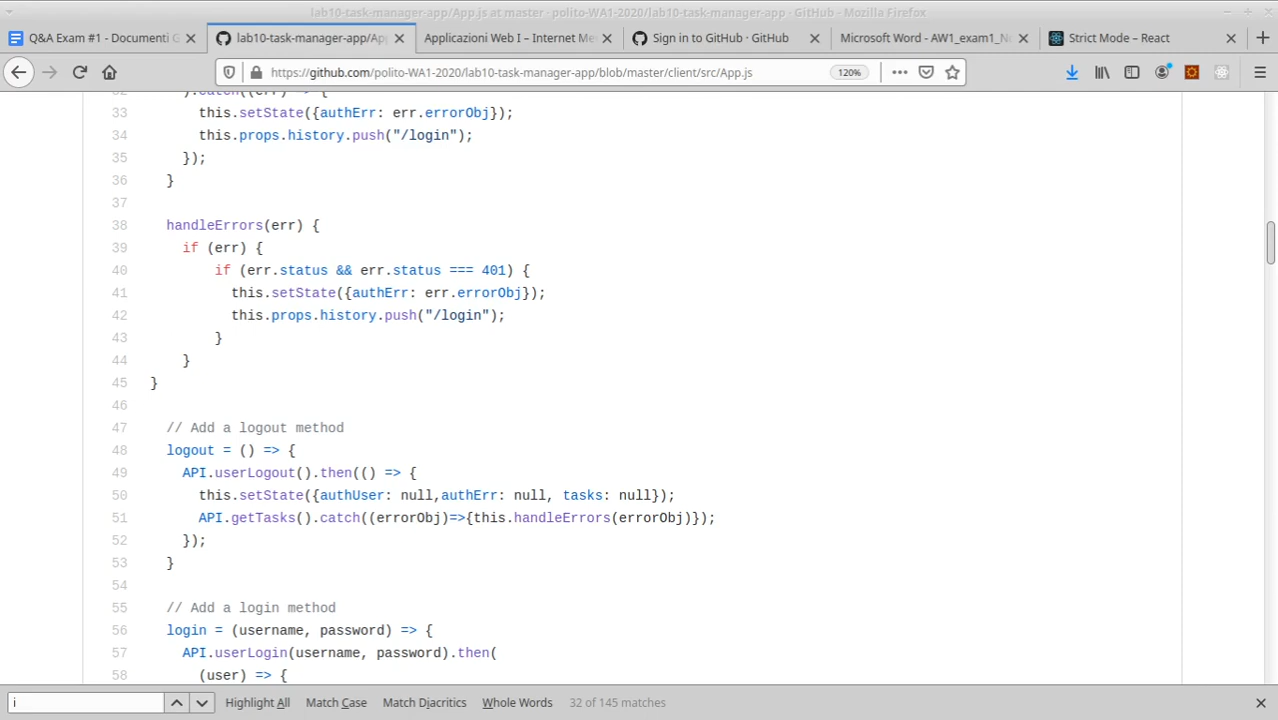 lab10-task-manager-app/App.js at master · polito-WA1-2020/lab10-task-manager-app · GitHub - Mozilla Firefox
Q&A Exam #1 - Documenti G
lab10-task-manager-app/Ap
Applicazioni Web I – Internet Me
Sign in to GitHub · GitHub
Microsoft Word - AW1_exam1_N
Strict Mode – React
https://github.com/polito-WA1-2020/lab10-task-manager-app/blob/master/client/src/App.js
120%
32 ).catch((err) => {
33 this.setState({authErr: err.errorObj});
34 this.props.history.push("/login");
35 });
36 }
37
38 handleErrors(err) {
39 if (err) {
40 if (err.status && err.status === 401) {
41 this.setState({authErr: err.errorObj});
42 this.props.history.push("/login");
43 }
44 }
45 }
46
47 // Add a logout method
48 logout = () => {
49 API.userLogout().then(() => {
50 this.setState({authUser: null,authErr: null, tasks: null});
51 API.getTasks().catch((errorObj)=>{this.handleErrors(errorObj)});
52 });
53 }
54
55 // Add a login method
56 login = (username, password) => {
57 API.userLogin(username, password).then(
58 (user) => {
i
Highlight All
Match Case
Match Diacritics
Whole Words
32 of 145 matches